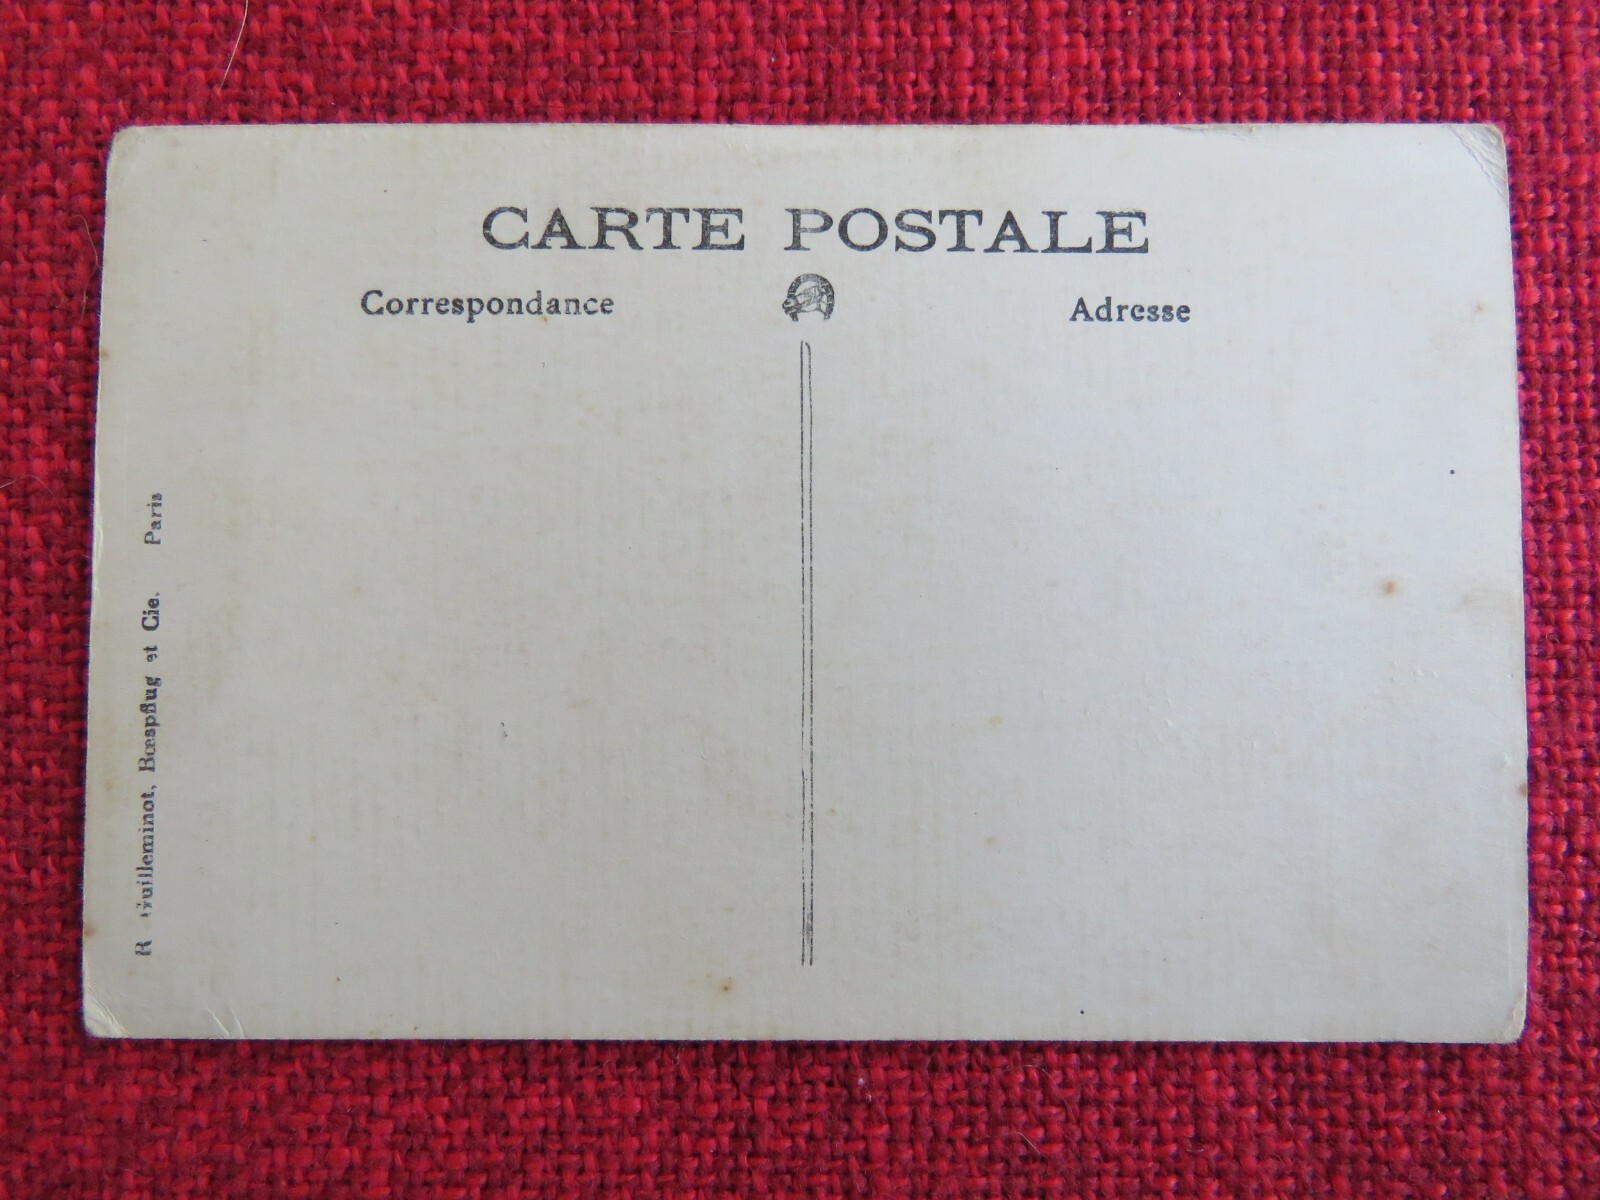 CARTE POSTALE
Correspondance
Adresse
R Guilleminot, Bœspflug et Cie. Paris